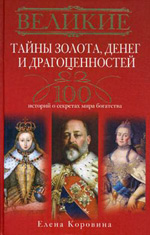 ВЕЛИКИЕ
ТАЙНЫ ЗОЛОТА, ДЕНЕГ
И ДРАГОЦЕННОСТЕЙ
100
историй о секретах мира богатства
Елена Коровина